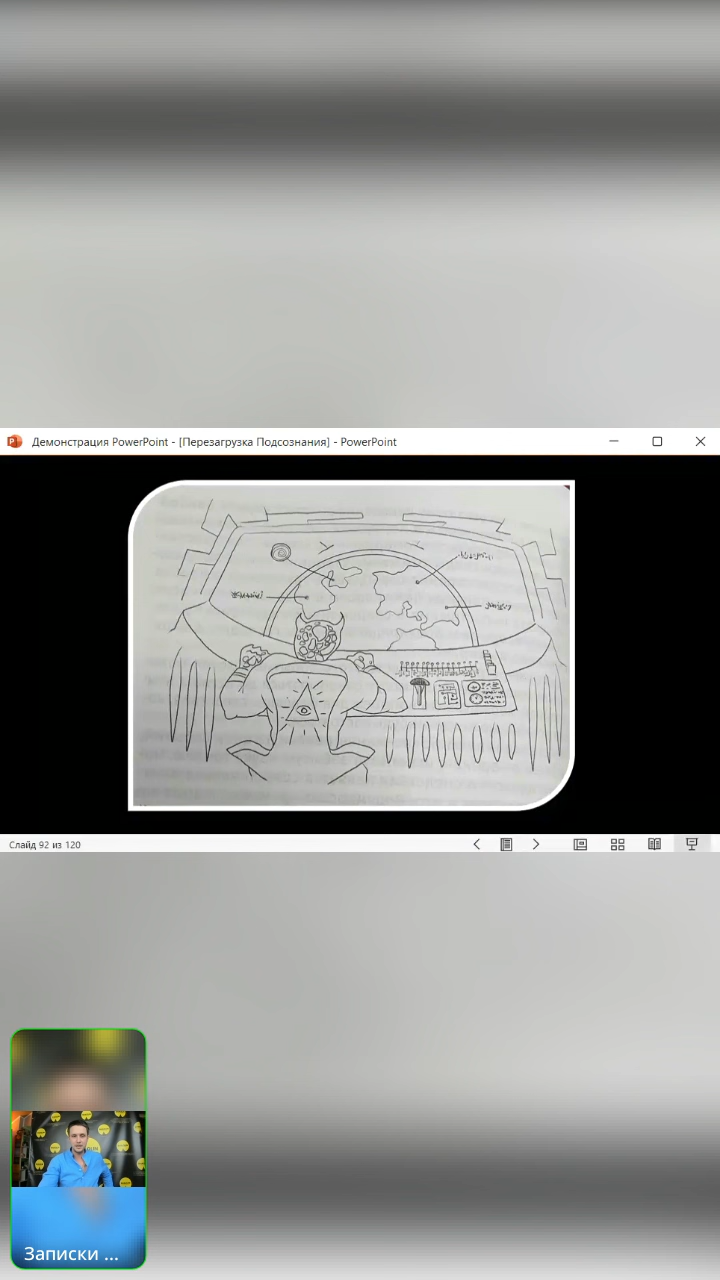 Демонстрация PowerPoint - [Перезагрузка Подсознания] - PowerPoint
Слайд 92 из 120
Записки ...